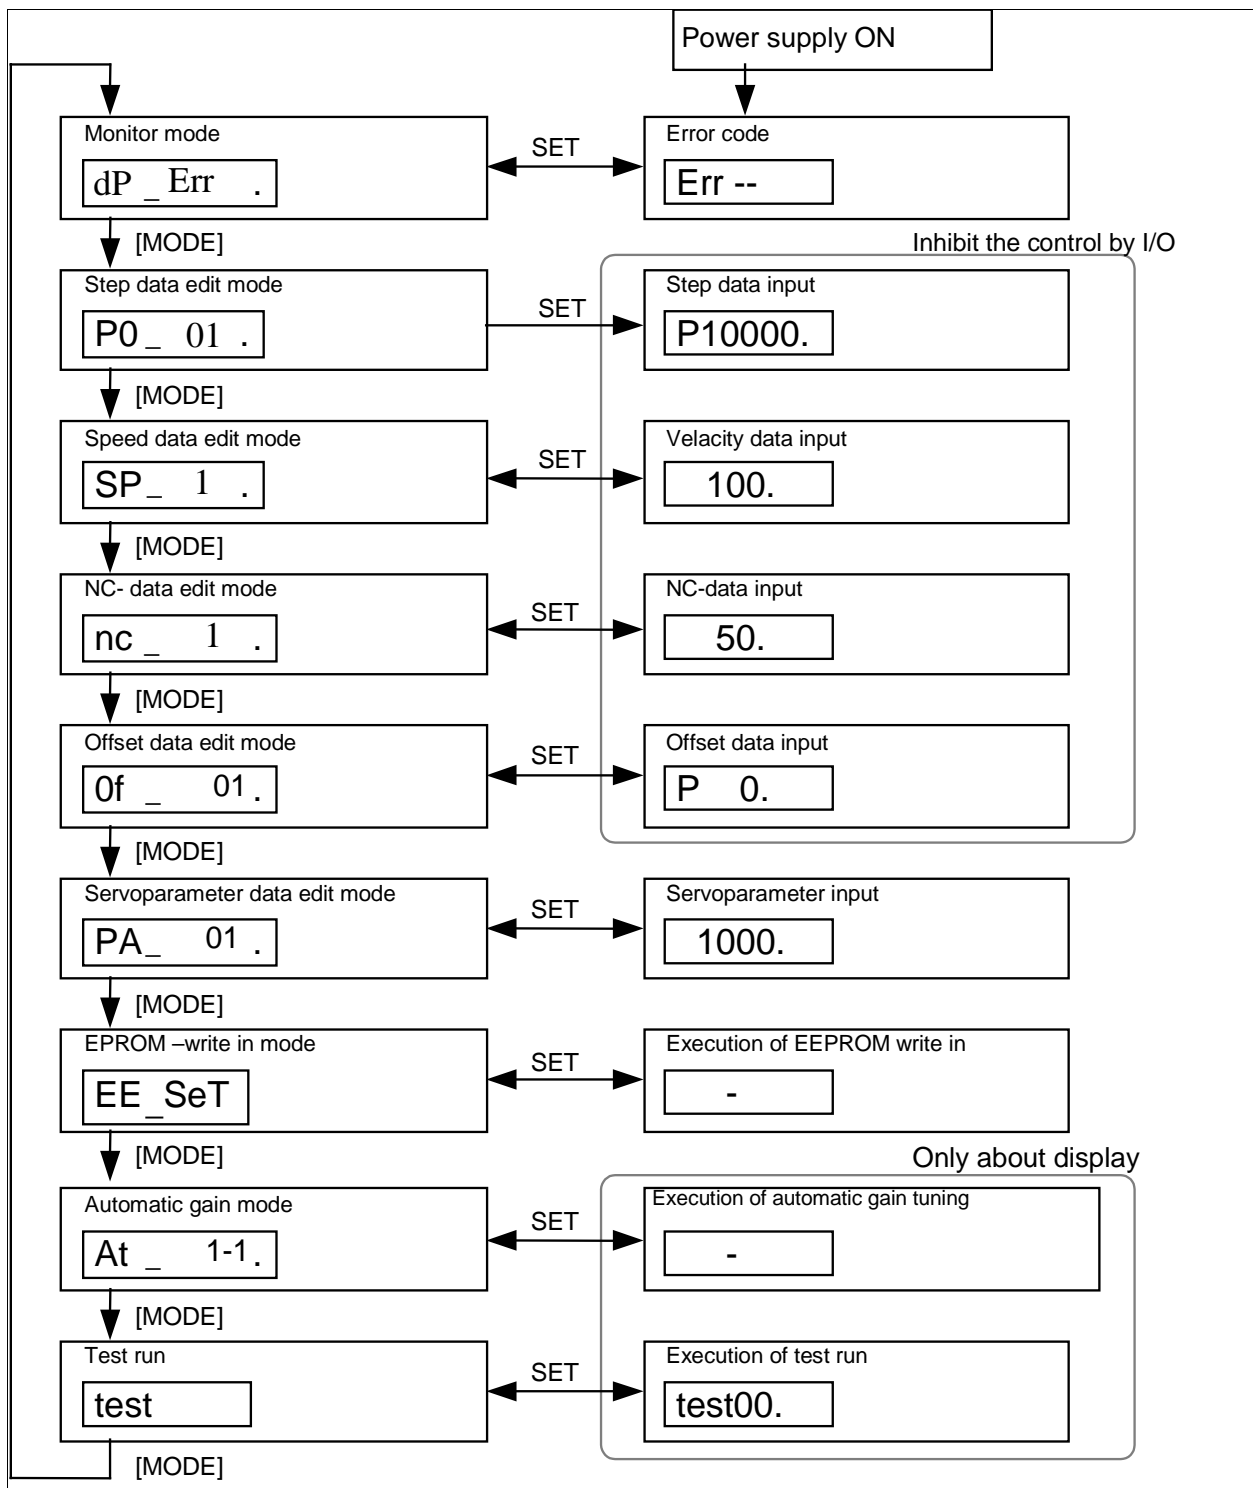 Power supply ON
Monitor mode
dP _ Err .
SET
Error code
Err --
[MODE]
Inhibit the control by I/O
Step data edit mode
P0_ 01 .
SET
Step data input
P10000.
[MODE]
Speed data edit mode
SP_ 1 .
SET
Velacity data input
100.
[MODE]
NC- data edit mode
nc _ 1 .
SET
NC-data input
50.
[MODE]
Offset data edit mode
0f _ 01 .
SET
Offset data input
P 0.
[MODE]
Servoparameter data edit mode
PA_ 01 .
SET
Servoparameter input
1000.
[MODE]
EPROM –write in mode
EE_SeT
SET
Execution of EEPROM write in
-
[MODE]
Only about display
Automatic gain mode
At _ 1-1.
SET
Execution of automatic gain tuning
-
[MODE]
Test run
test
SET
Execution of test run
test00.
[MODE]